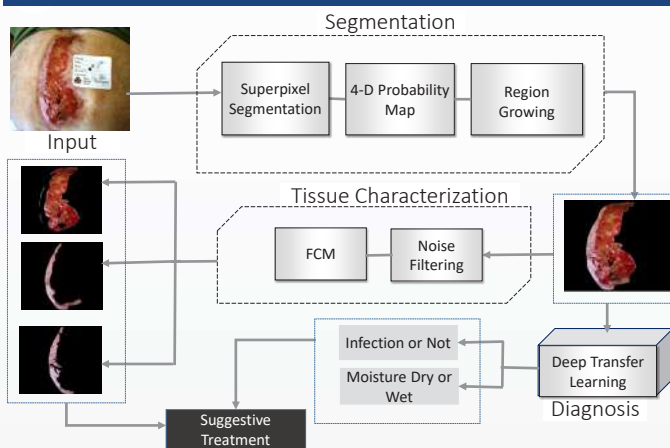 Segmentation
Superpixel
Segmentation
4-D Probability
Map
Region
Growing
Input
Tissue Characterization
FCM
Noise
Filtering
Infection or Not
Moisture Dry or
Wet
Deep Transfer
Learning
Diagnosis
Suggestive
Treatment